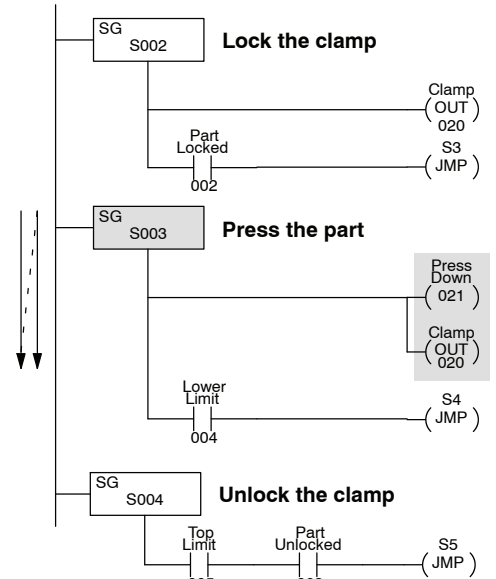 SG
S002
Lock the clamp
Clamp
OUT
020
Part
Locked
002
S3
JMP
SG
S003
Press the part
Press
Down
021
Clamp
OUT
020
Lower
Limit
004
S4
JMP
SG
S004
Unlock the clamp
Top
Limit
Part
Unlocked
S5
JMP